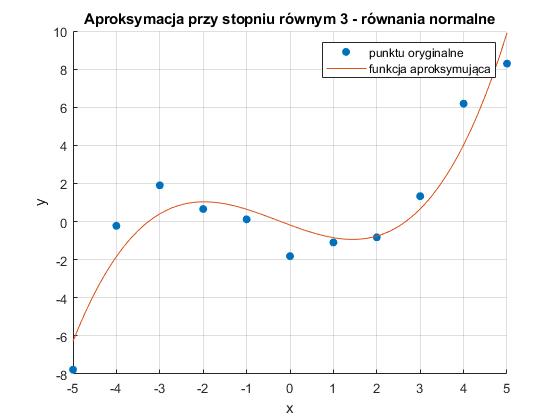 Aproksymacja przy stopniu równym 3 - równania normalne
punktu oryginalne
funkcja aproksymująca
10
8
6
4
2
0
-2
-4
-6
-8
y
-5 -4 -3 -2 -1 0 1 2 3 4 5
x